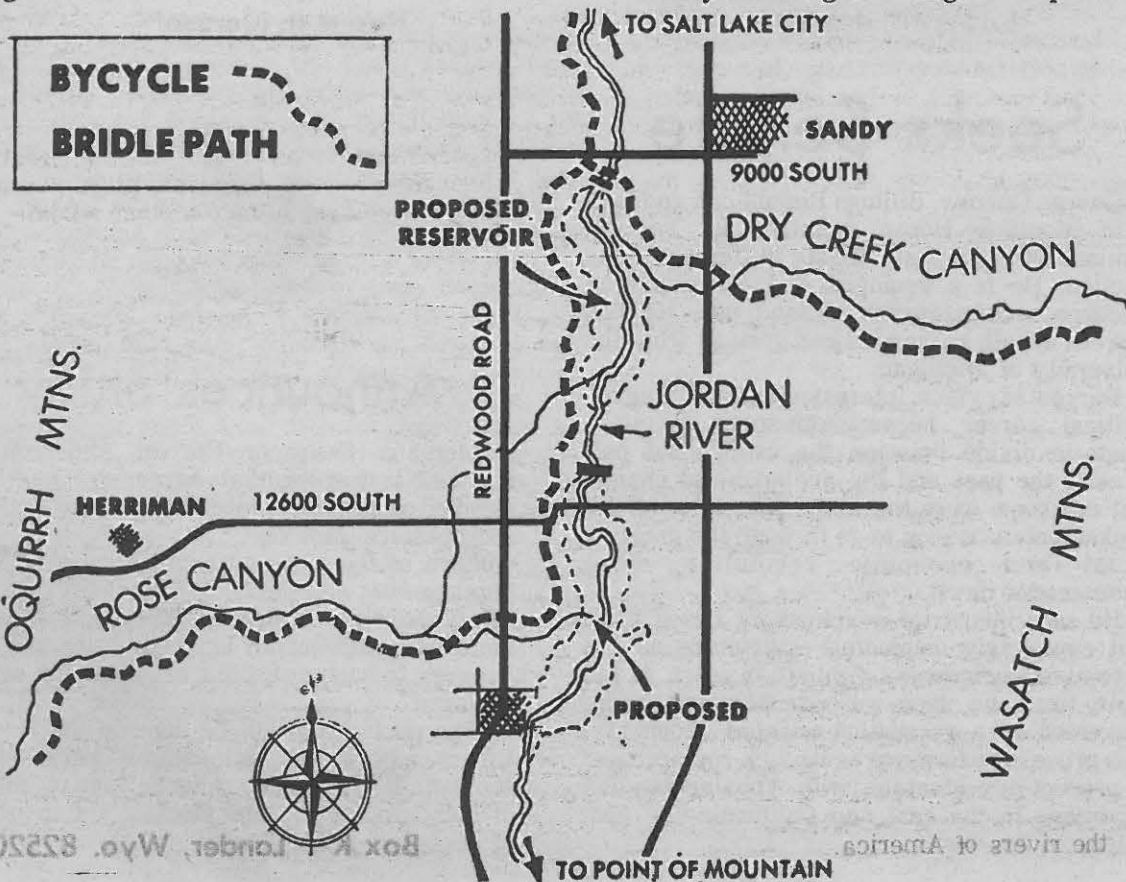 TO SALT LAKE CITY
BYCYCLE
BRIDLE PATH
SANDY
9000 SOUTH
PROPOSED
RESERVOIR
DRY CREEK CANYON
REDWOOD ROAD
OQUIRRH MTNS.
JORDAN
RIVER
HERRIMAN
12600 SOUTH
ROSE CANYON
WASATCH MTNS.
PROPOSED
the rivers of America.
Box K Lander, Wyo. 82520
TO POINT OF MOUNTAIN